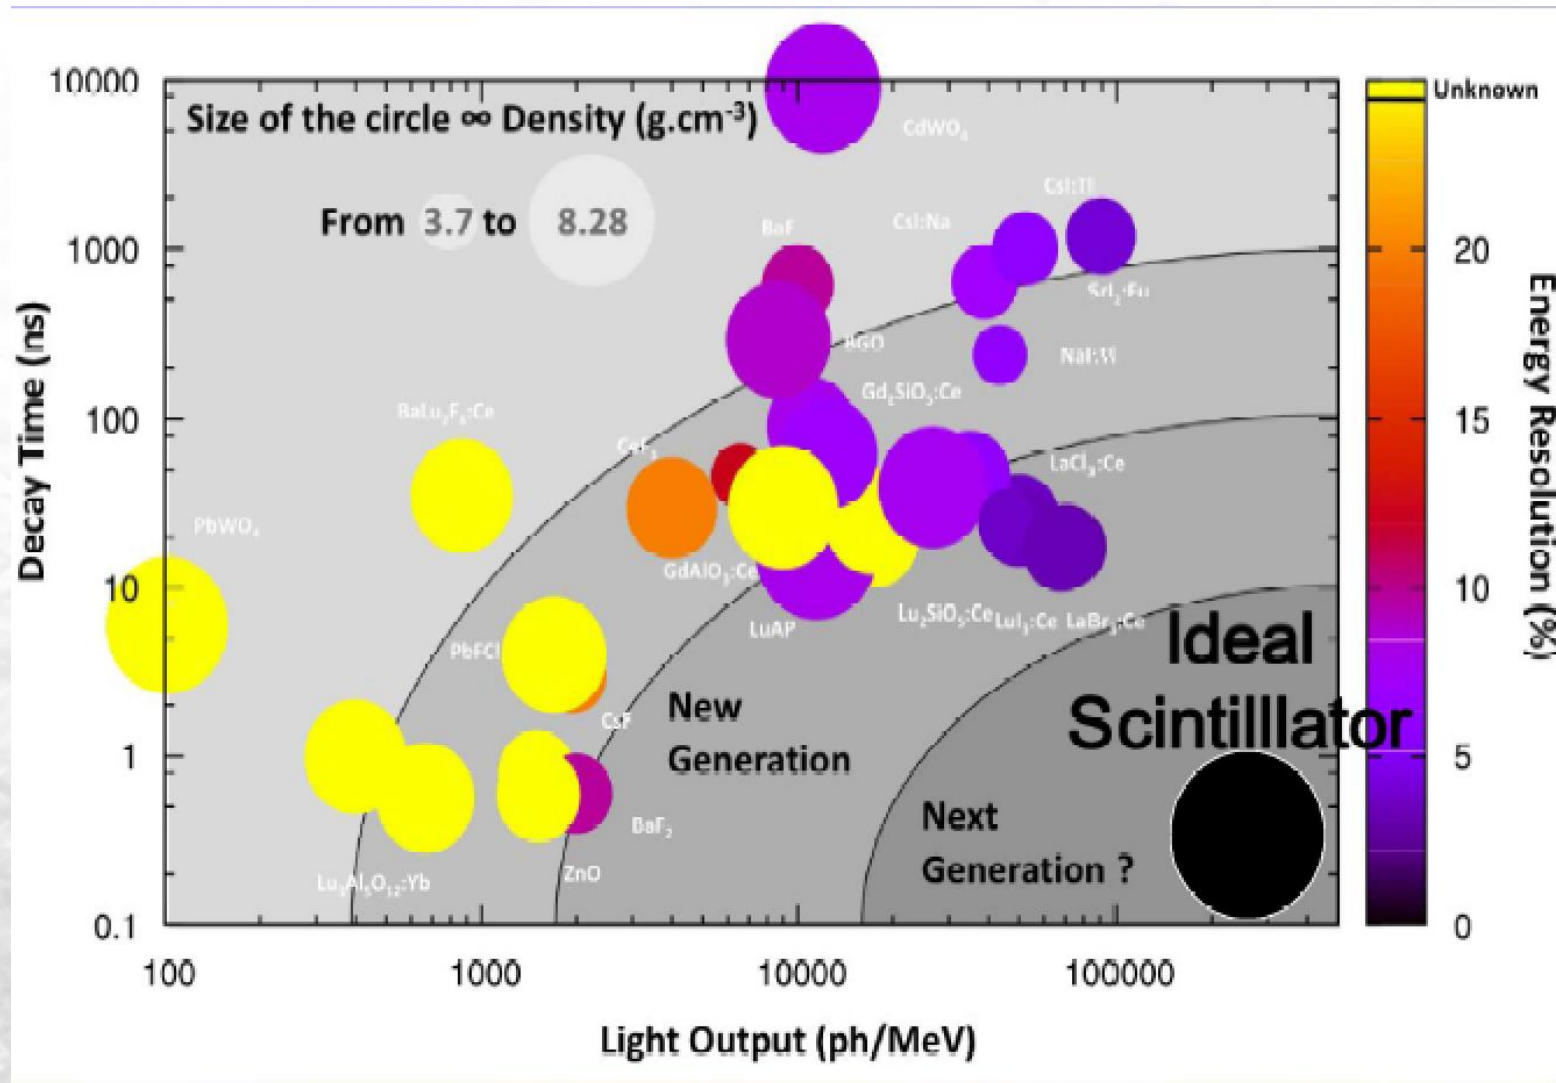 10000
1000
100
10
1
0.1
Decay Time (ns)
100
1000
10000
100000
Light Output (ph/MeV)
Size of the circle ∞ Density (g.cm⁻³)
From 3.7 to 8.28
CdWO₄
CsI:Tl
CsI:Na
BaF
SrI₂:Eu
BGO
Gd₂SiO₅:Ce
BaLu₂F₈:Ce
CeF₃
LaCl₃:Ce
PbWO₄
GdAlO₃:Ce
Lu₂SiO₅:Ce
LuI₃:Ce
LaBr₃:Ce
LuAP
PbFCl
CsF
BaF₂
ZnO
Lu₃Al₅O₁₂:Yb
New
Generation
Next
Generation ?
Ideal
Scintilllator
Unknown
20
15
10
5
0
Energy Resolution (%)